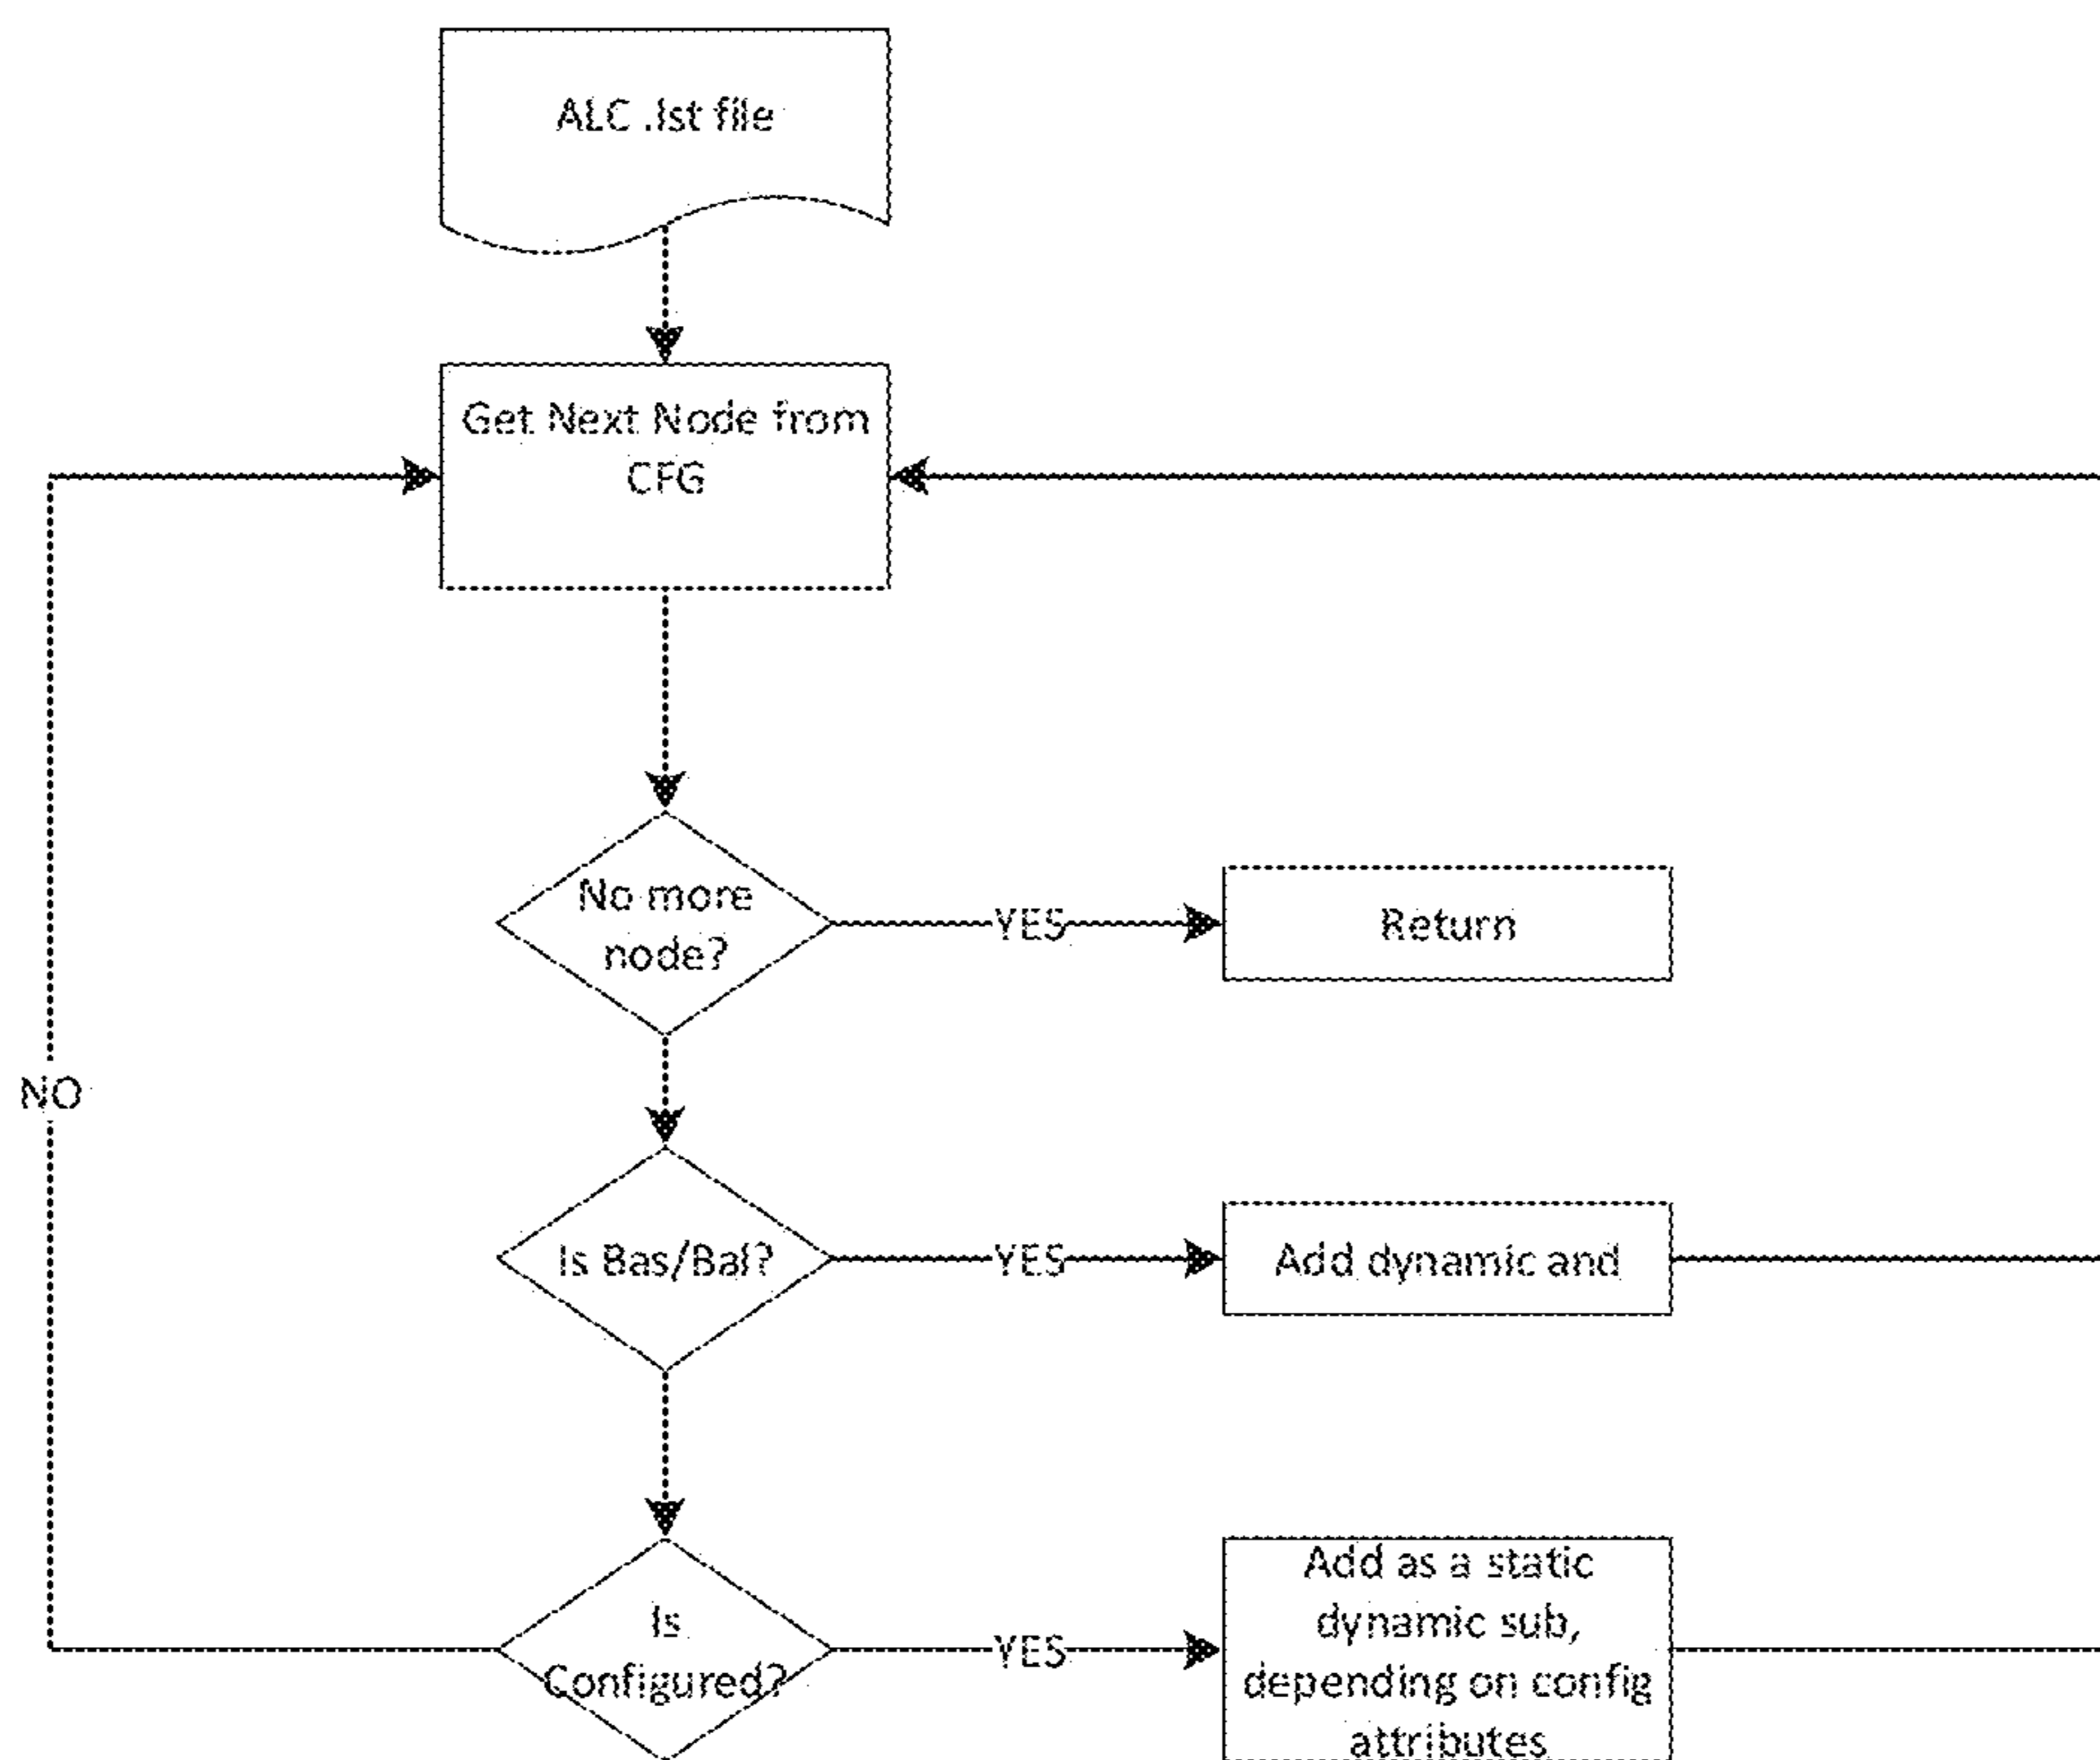 ALC .lst file
Get Next Node from
CFG
No more
node?
YES
Return
NO
Is Bas/Bal?
YES
Add dynamic and
Is
Configured?
YES
Add as a static
dynamic sub,
depending on config
attributes